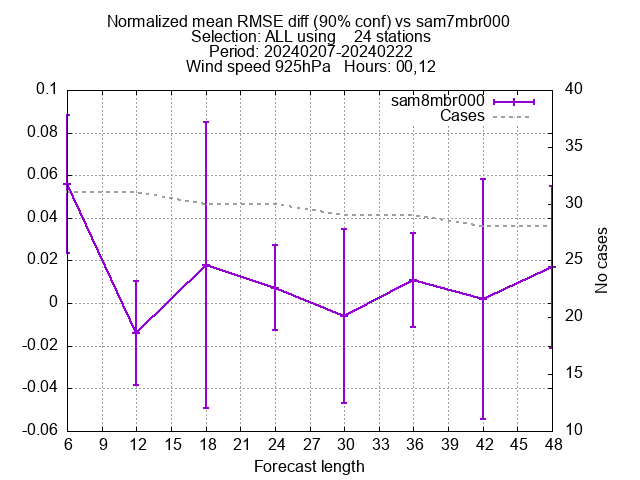 Normalized mean RMSE diff (90% conf) vs sam7mbr000
Selection: ALL using    24 stations
Period: 20240207-20240222
Wind speed 925hPa   Hours: 00,12
sam8mbr000
Cases
0.1
0.08
0.06
0.04
0.02
0
-0.02
-0.04
-0.06
40
35
30
25
20
15
10
No cases
6 9 12 15 18 21 24 27 30 33 36 39 42 45 48
Forecast length